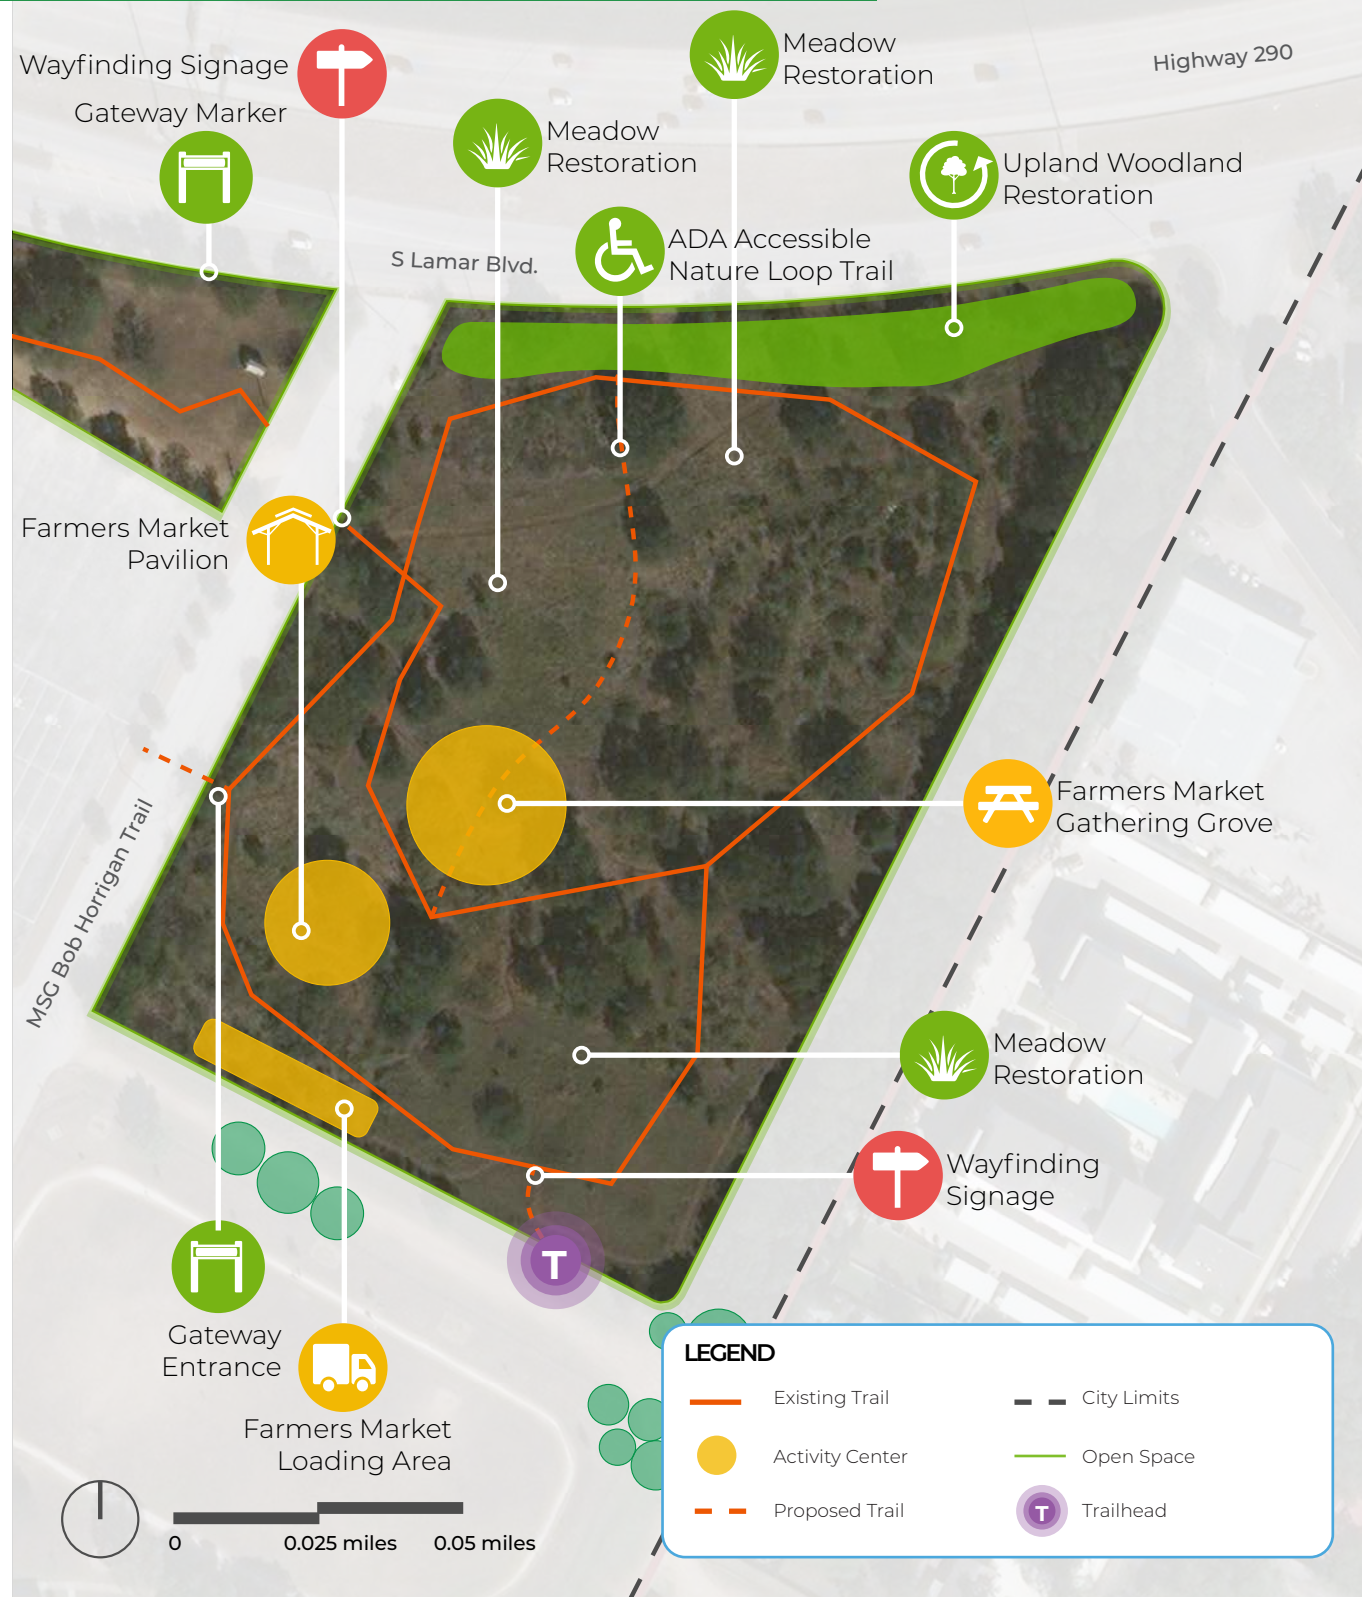 Meadow
Restoration
Highway 290
Wayfinding Signage
Gateway Marker
Meadow
Restoration
Upland Woodland
Restoration
ADA Accessible
Nature Loop Trail
S Lamar Blvd.
Farmers Market
Pavilion
Farmers Market
Gathering Grove
MSG Bob Horrigan Trail
Meadow
Restoration
Wayfinding
Signage
T
Gateway
Entrance
Farmers Market
Loading Area
LEGEND
Existing Trail
City Limits
Activity Center
Open Space
Proposed Trail
T
Trailhead
0
0.025 miles
0.05 miles